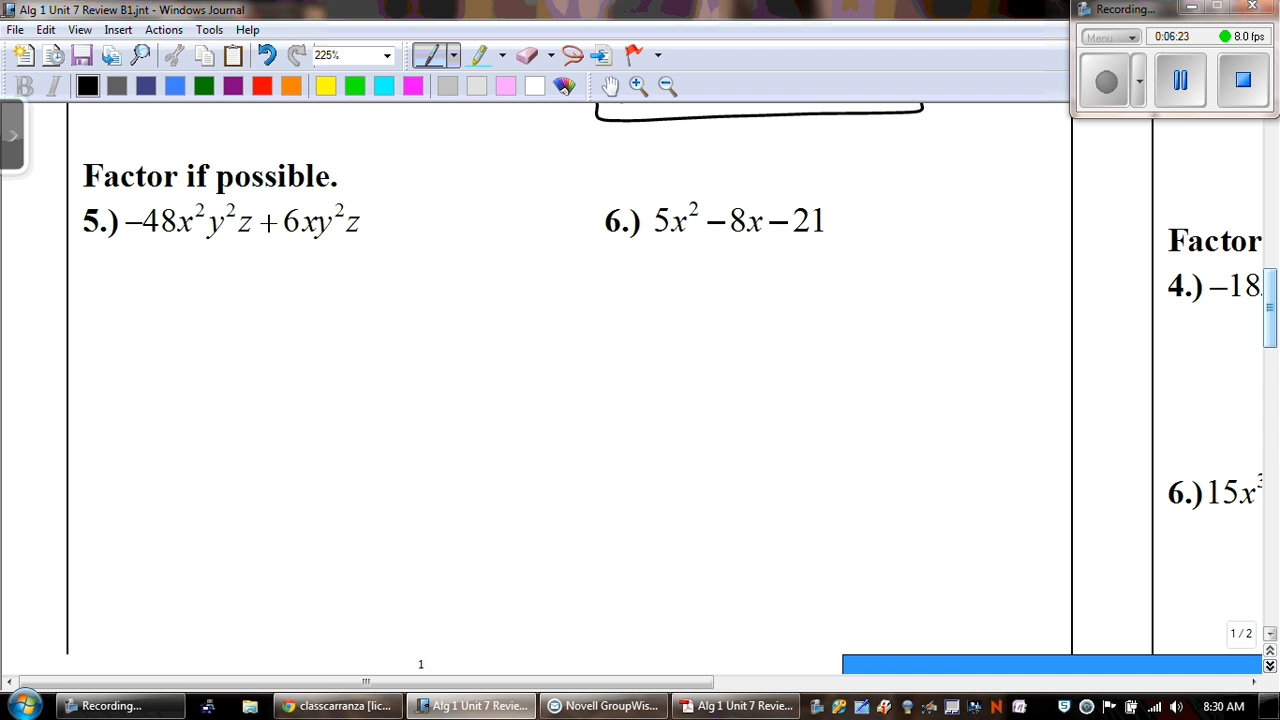 Alg 1 Unit 7 Review B1.jnt - Windows Journal
Recording...
File Edit View Insert Actions Tools Help
Menu 0:06:23 8.0 fps
225%
B I
Factor if possible.
5.) −48x²y²z + 6xy²z
6.) 5x² − 8x − 21
Factor
4.) −18
6.) 15x³
1 / 2
1
Recording... classcarranza [lic... Alg 1 Unit 7 Revie... Novell GroupWis... Alg 1 Unit 7 Revie... 8:30 AM